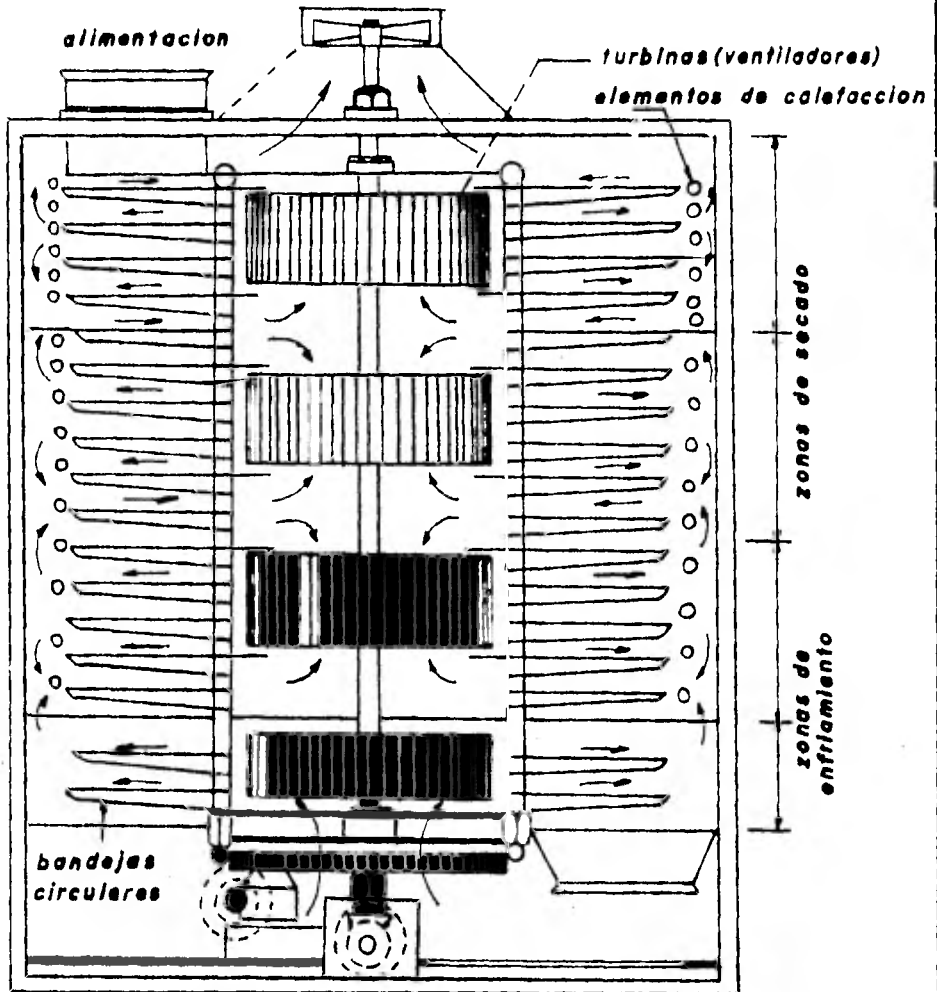 alimentacion
turbinas (ventiladores)
elementos de calefaccion
zonas de secado
zonas de
enfriamiento
bandejas
circulares